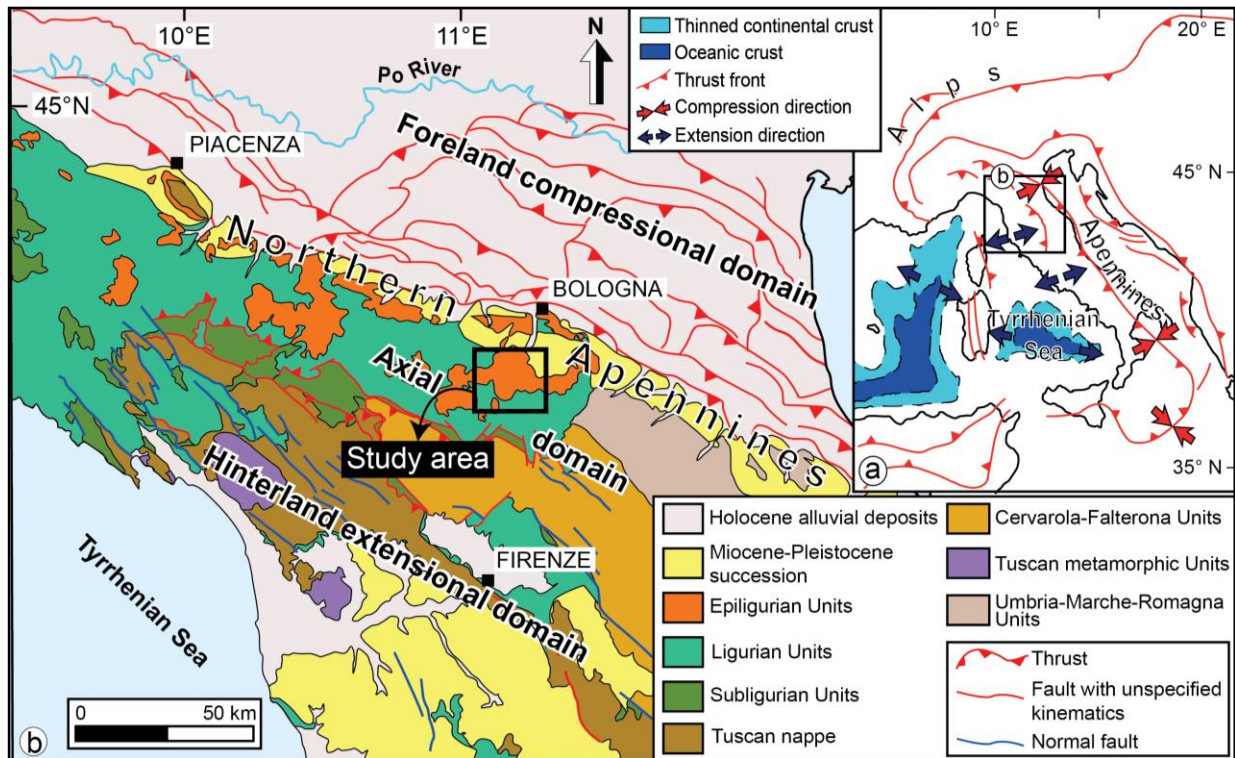 10°E
11°E
N
Po River
45°N
PIACENZA
Foreland compressional domain
Northern Apennines
BOLOGNA
Axial domain
Study area
Hinterland extensional domain
FIRENZE
Tyrrhenian Sea
0 50 km
b
Thinned continental crust
Oceanic crust
Thrust front
Compression direction
Extension direction
10° E
20° E
Alps
45° N
b
Apennines
Tyrrhenian
Sea
35° N
a
Holocene alluvial deposits
Miocene-Pleistocene
succession
Epiligurian Units
Ligurian Units
Subligurian Units
Tuscan nappe
Cervarola-Falterona Units
Tuscan metamorphic Units
Umbria-Marche-Romagna
Units
Thrust
Fault with unspecified
kinematics
Normal fault